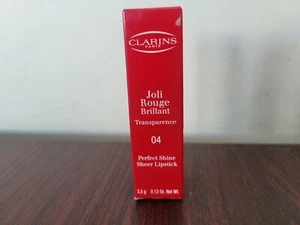 CLARINS
PARIS
Joli
Rouge
Brillant
Transparence
04
Perfect Shine
Sheer Lipstick
3.5 g 0.12 Oz. Net Wt.